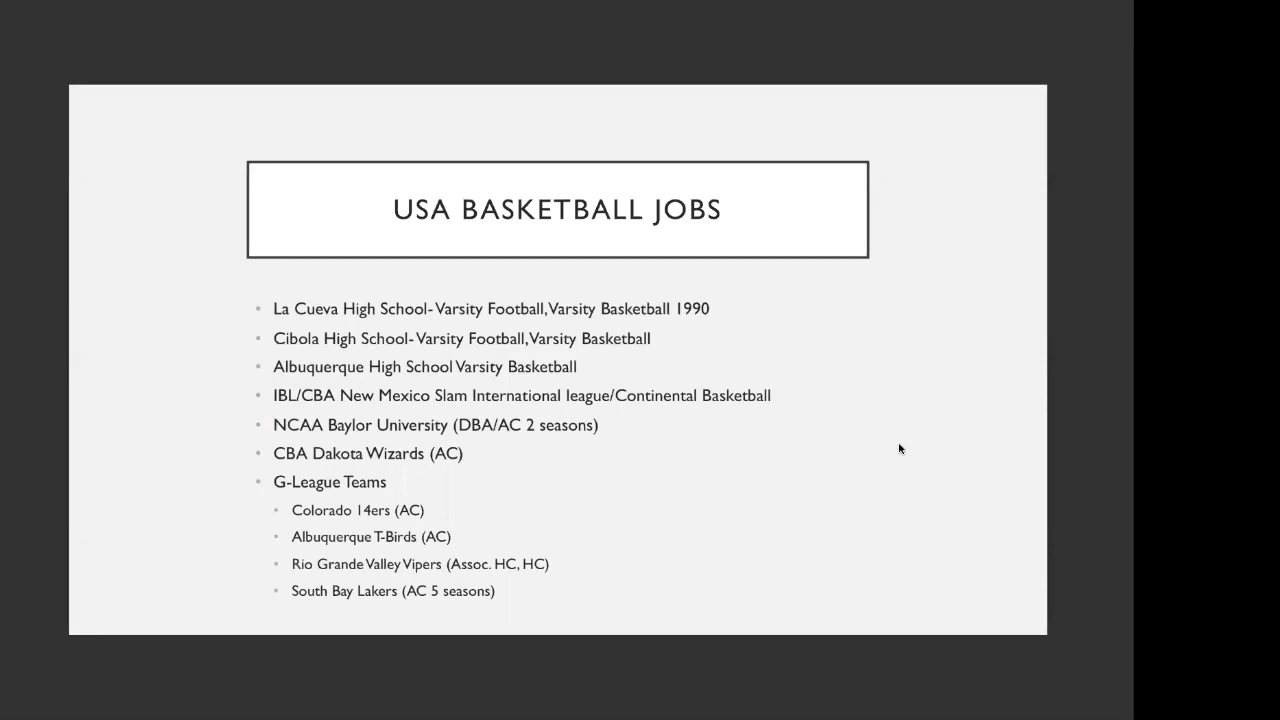 USA BASKETBALL JOBS
La Cueva High School- Varsity Football, Varsity Basketball 1990
Cibola High School- Varsity Football, Varsity Basketball
Albuquerque High School Varsity Basketball
IBL/CBA New Mexico Slam International league/Continental Basketball
NCAA Baylor University (DBA/AC 2 seasons)
CBA Dakota Wizards (AC)
G-League Teams
Colorado 14ers (AC)
Albuquerque T-Birds (AC)
Rio Grande Valley Vipers (Assoc. HC, HC)
South Bay Lakers (AC 5 seasons)